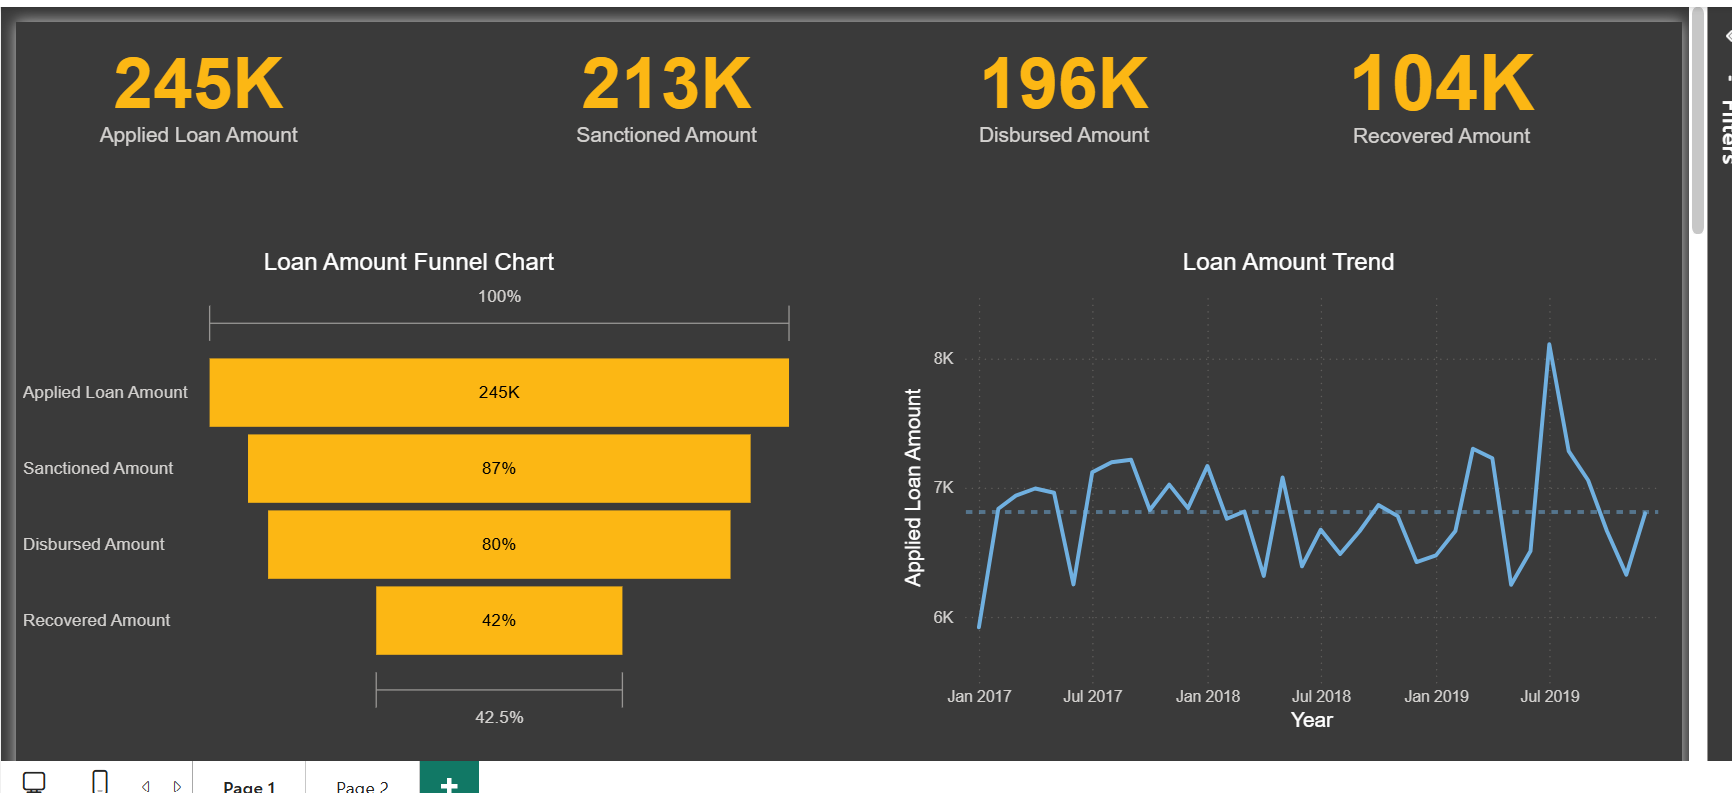 245K
Applied Loan Amount
213K
Sanctioned Amount
196K
Disbursed Amount
104K
Recovered Amount
Filters
Loan Amount Funnel Chart
100%
Applied Loan Amount
245K
Sanctioned Amount
87%
Disbursed Amount
80%
Recovered Amount
42%
42.5%
Loan Amount Trend
Applied Loan Amount
8K
7K
6K
Jan 2017
Jul 2017
Jan 2018
Jul 2018
Jan 2019
Jul 2019
Year
Page 1
Page 2
+